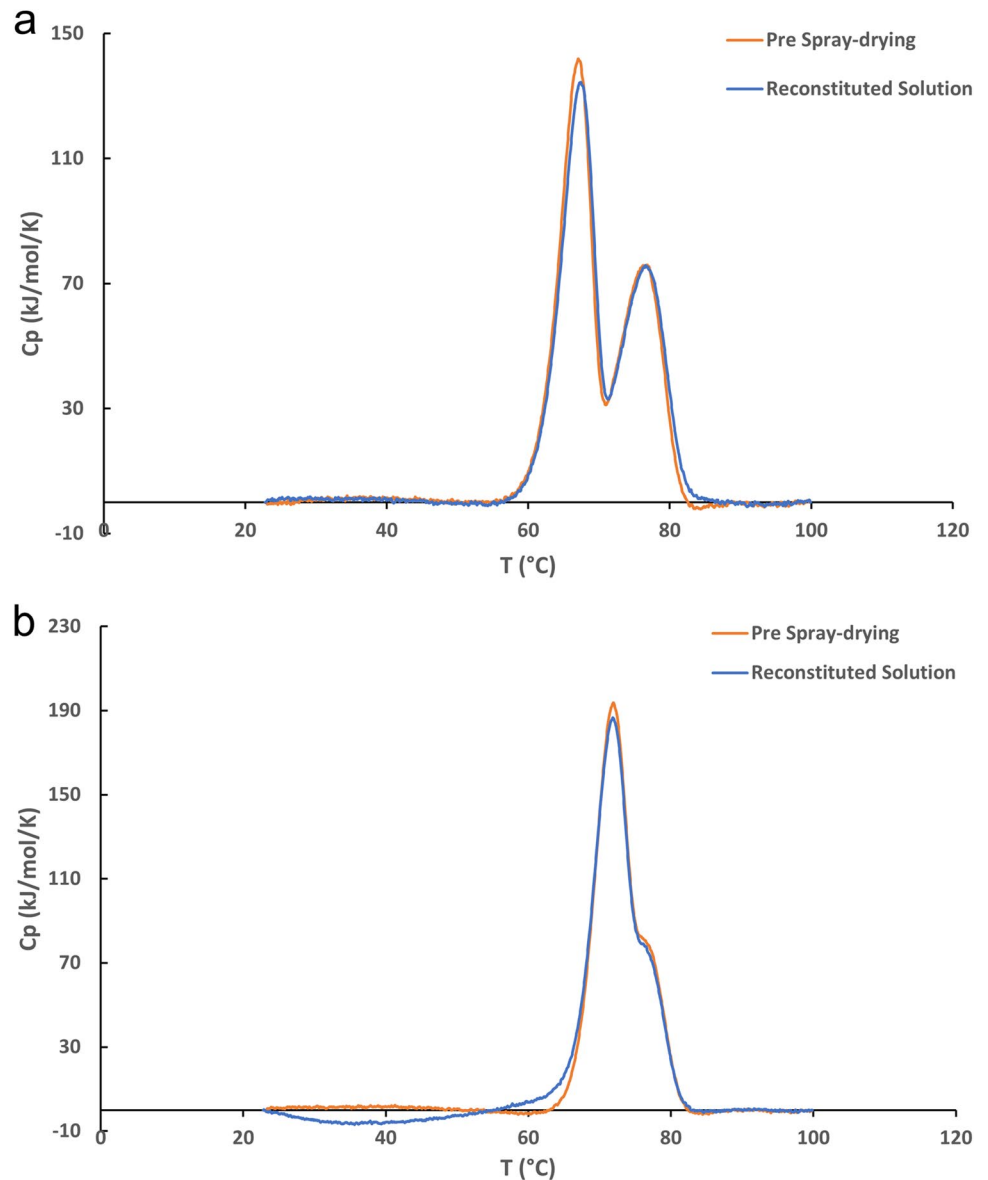 a
150
110
70
30
-10
Cp (kJ/mol/K)
Pre Spray-drying
Reconstituted Solution
0 20 40 60 80 100 120
T (°C)
b
230
190
150
110
70
30
-10
Cp (kJ/mol/K)
Pre Spray-drying
Reconstituted Solution
0 20 40 60 80 100 120
T (°C)